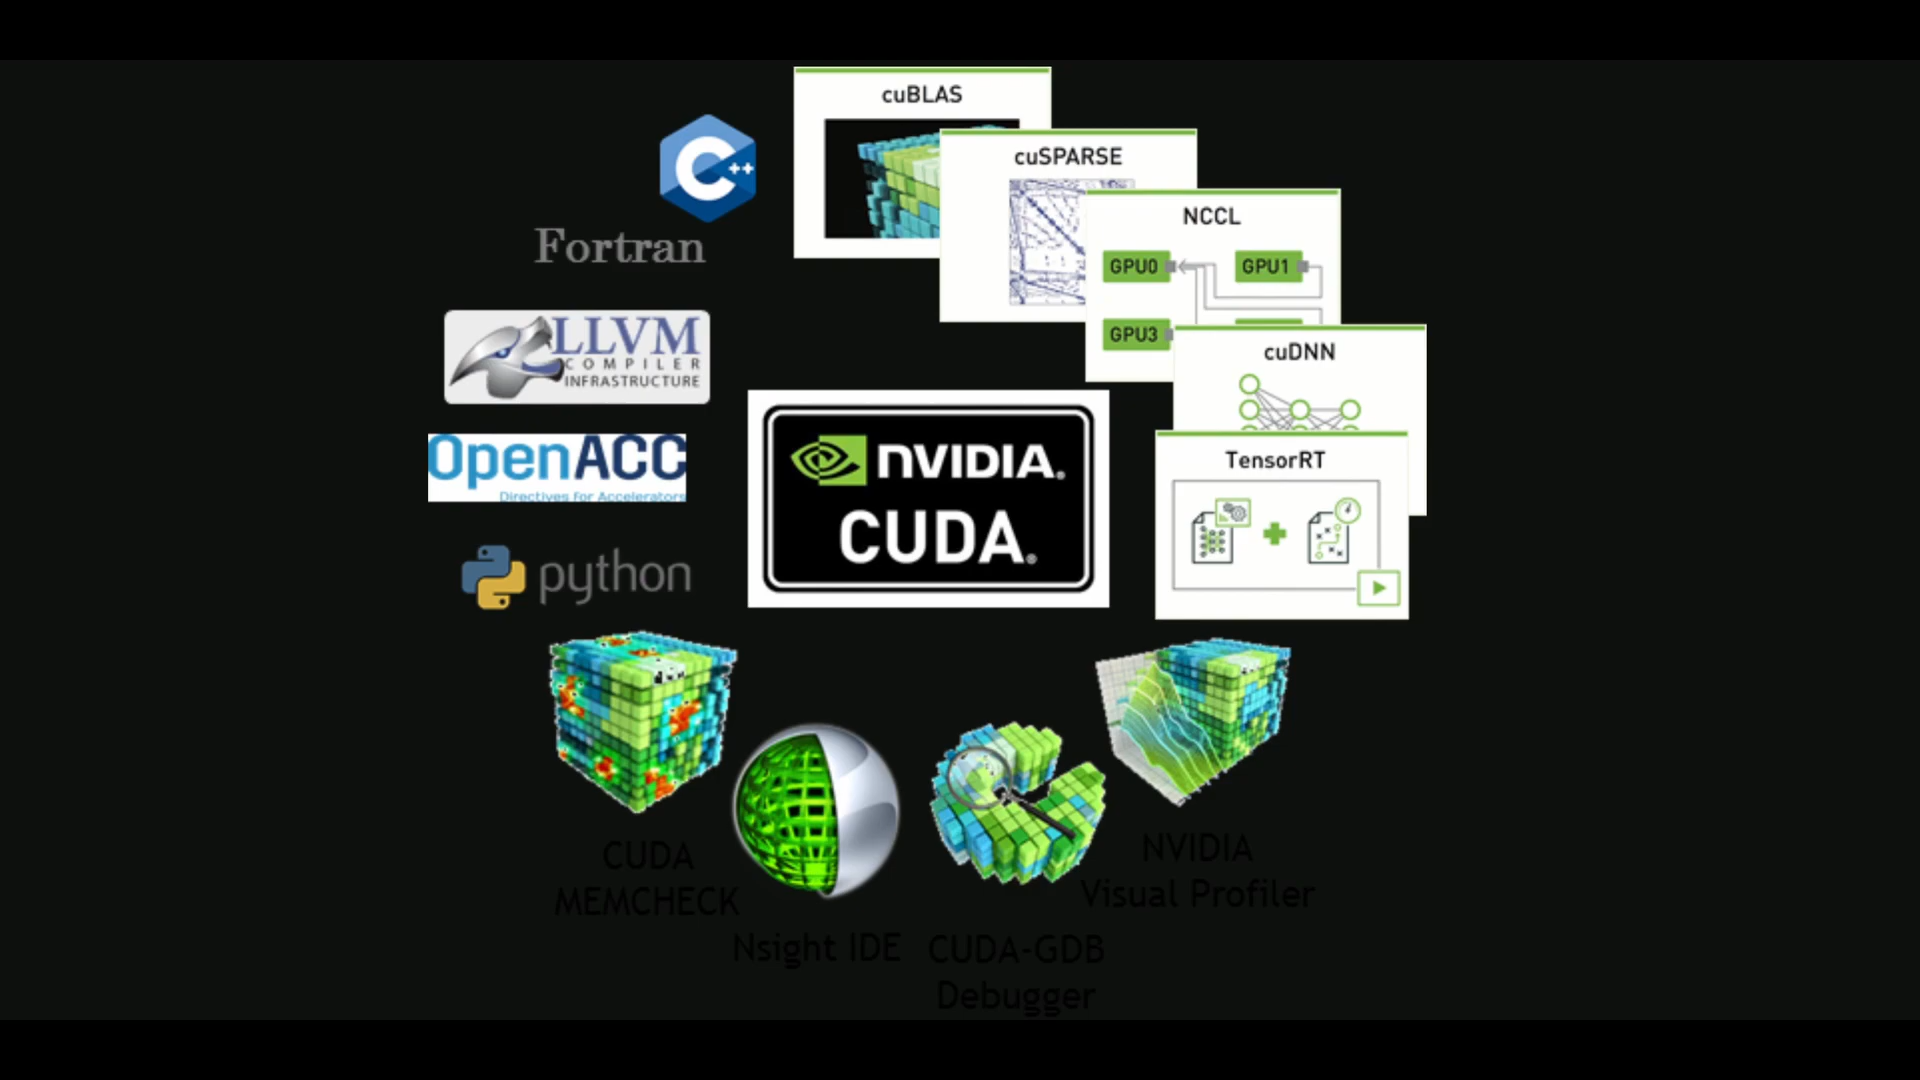 cuBLAS
C++
cuSPARSE
Fortran
NCCL
GPU0
GPU1
GPU3
LLVM
COMPILER
INFRASTRUCTURE
cuDNN
OpenACC
Directives for Accelerators
NVIDIA®
CUDA®
TensorRT
python
CUDA
MEMCHECK
Nsight IDE
CUDA-GDB
Debugger
NVIDIA
Visual Profiler